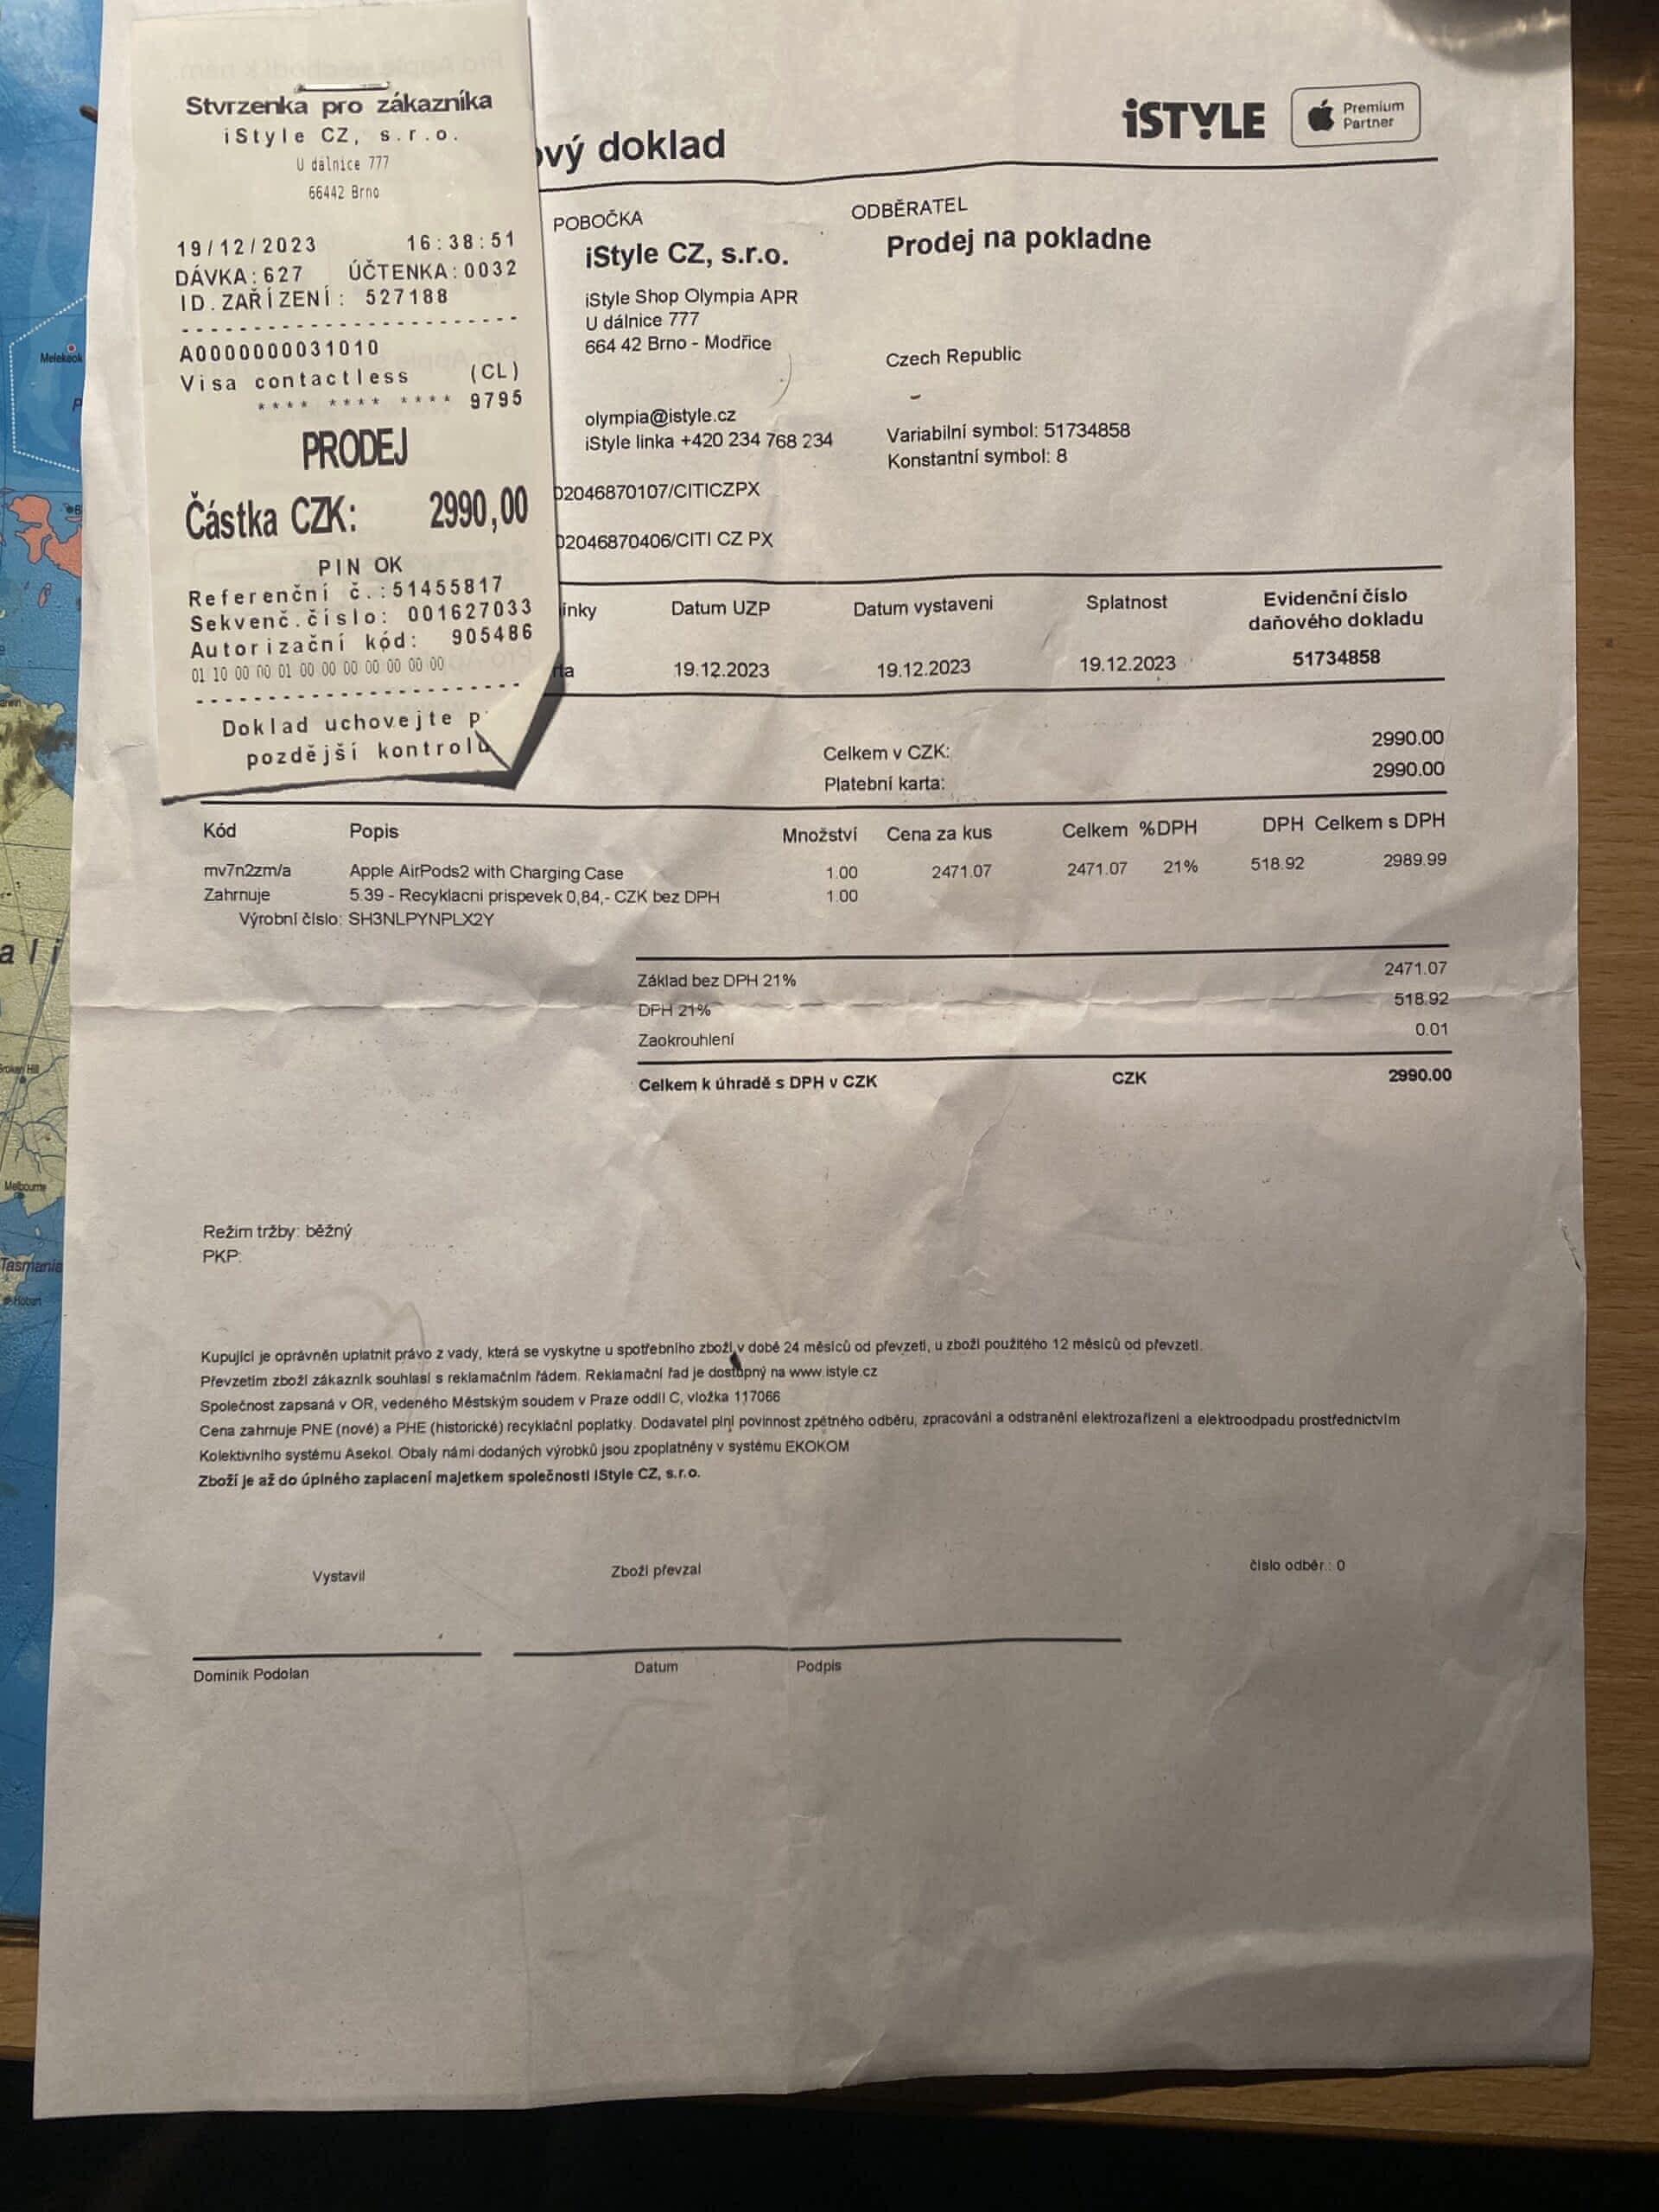 Stvrzenka pro zákazníka
iStyle CZ, s.r.o.
U dálnice 777
66442 Brno
19/12/2023 16:38:51
DÁVKA:627 ÚČTENKA:0032
ID.ZAŘÍZENÍ: 527188
A0000000031010
Visa contactless (CL)
**** **** **** 9795
PRODEJ
Částka CZK: 2990,00
PIN OK
Referenční č.:51455817
Sekvenč.číslo: 001627033
Autorizační kód: 905486
01 10 00 00 01 00 00 00 00 00 00 00
Doklad uchovejte p
pozdější kontrolu
ový doklad
iSTYLE
Premium
Partner
POBOČKA
iStyle CZ, s.r.o.
iStyle Shop Olympia APR
U dálnice 777
664 42 Brno - Modřice
olympia@istyle.cz
iStyle linka +420 234 768 234
02046870107/CITICZPX
02046870406/CITI CZ PX
ODBĚRATEL
Prodej na pokladne
Czech Republic
Variabilní symbol: 51734858
Konstantní symbol: 8
ínky Datum UZP Datum vystaveni Splatnost Evidenční číslo
daňového dokladu
rta 19.12.2023 19.12.2023 19.12.2023 51734858
Celkem v CZK: 2990.00
Platební karta: 2990.00
Kód Popis Množství Cena za kus Celkem %DPH DPH Celkem s DPH
mv7n2zm/a Apple AirPods2 with Charging Case 1.00 2471.07 2471.07 21% 518.92 2989.99
Zahrnuje 5.39 - Recyklacni prispevek 0,84,- CZK bez DPH 1.00
Výrobní číslo: SH3NLPYNPLX2Y
Základ bez DPH 21% 2471.07
DPH 21% 518.92
Zaokrouhlení 0.01
Celkem k úhradě s DPH v CZK CZK 2990.00
Režim tržby: běžný
PKP:
Kupující je oprávněn uplatnit právo z vady, která se vyskytne u spotřebního zboží v době 24 měsíců od převzetí, u zboží použitého 12 měsíců od převzetí.
Převzetím zboží zákazník souhlasí s reklamačním řádem. Reklamační řad je dostupný na www.istyle.cz
Společnost zapsaná v OR, vedeného Městským soudem v Praze oddíl C, vložka 117066
Cena zahrnuje PNE (nové) a PHE (historické) recyklační poplatky. Dodavatel plní povinnost zpětného odběru, zpracování a odstranění elektrozařízení a elektroodpadu prostřednictvím
Kolektivního systému Asekol. Obaly námi dodaných výrobků jsou zpoplatněny v systému EKOKOM
Zboží je až do úplného zaplacení majetkem společnosti iStyle CZ, s.r.o.
Vystavil Zboží převzal číslo odběr.: 0
Dominik Podolan Datum Podpis
Melekeok
Melbourne
Tasmania
Hobart